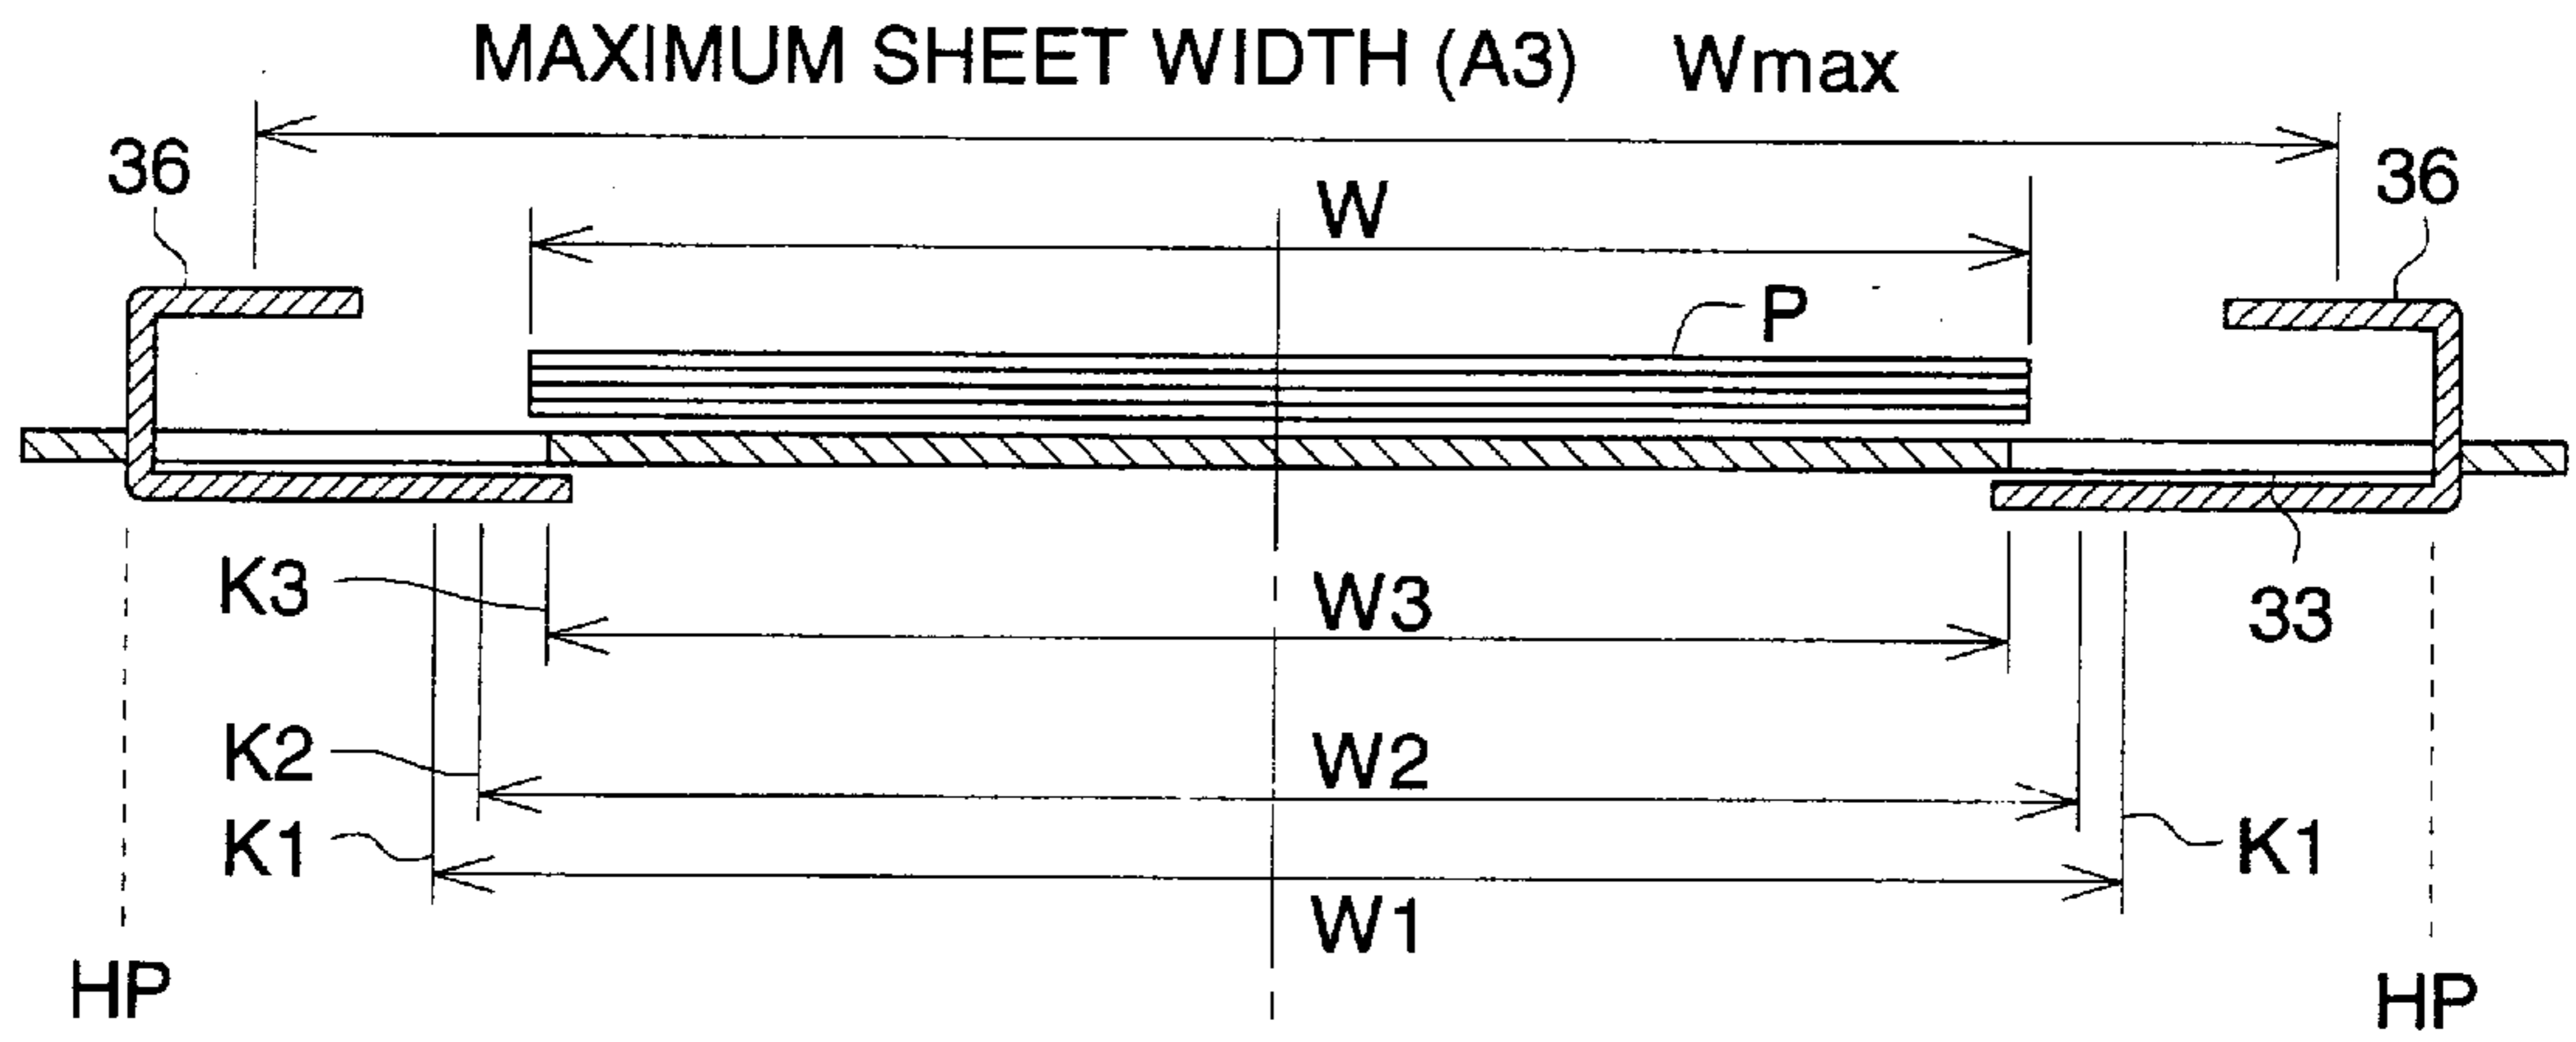 MAXIMUM SHEET WIDTH (A3) Wmax
36
36
W
P
K3
W3
33
K2
W2
K1
K1
W1
HP
HP